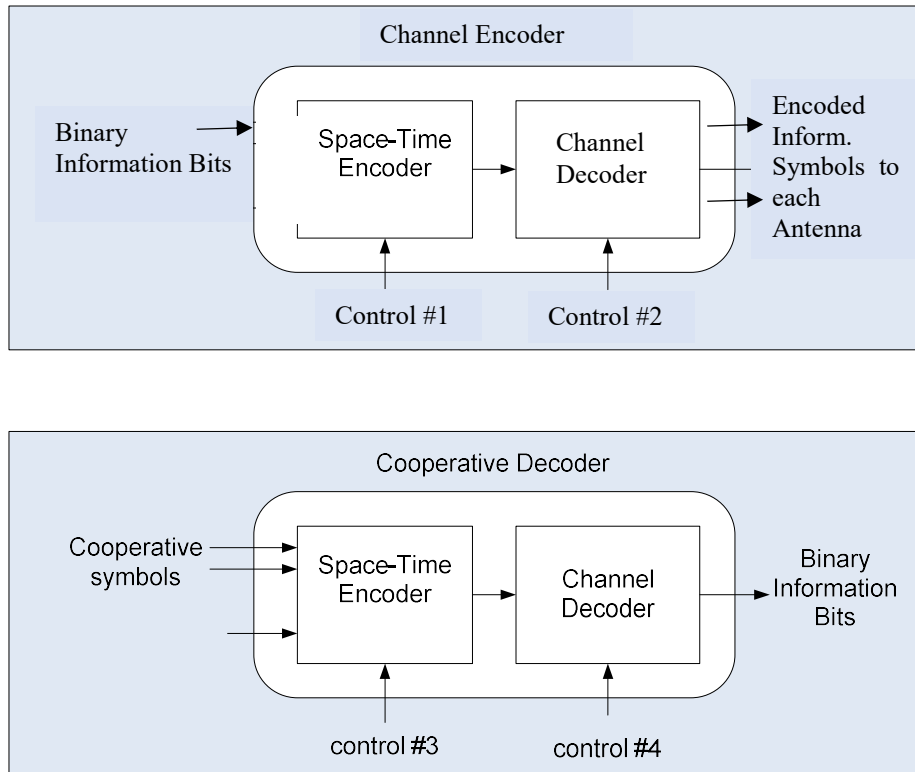 Channel Encoder
Binary
Information Bits
Space-Time
Encoder
Channel
Decoder
Encoded
Inform.
Symbols to
each
Antenna
Control #1
Control #2
Cooperative Decoder
Cooperative
symbols
Space-Time
Encoder
Channel
Decoder
Binary
Information
Bits
control #3
control #4